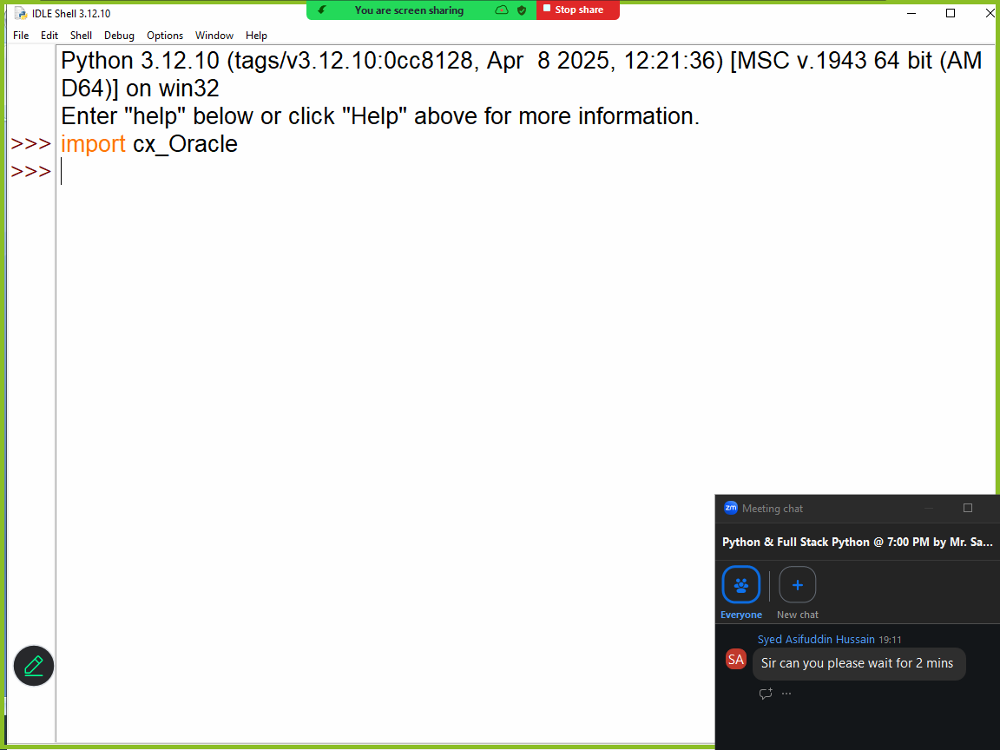 IDLE Shell 3.12.10
You are screen sharing
Stop share
File Edit Shell Debug Options Window Help
Python 3.12.10 (tags/v3.12.10:0cc8128, Apr  8 2025, 12:21:36) [MSC v.1943 64 bit (AM
D64)] on win32
Enter "help" below or click "Help" above for more information.
>>> import cx_Oracle
>>>
zm Meeting chat
Python & Full Stack Python @ 7:00 PM by Mr. Sa...
Everyone New chat
Syed Asifuddin Hussain 19:11
SA Sir can you please wait for 2 mins